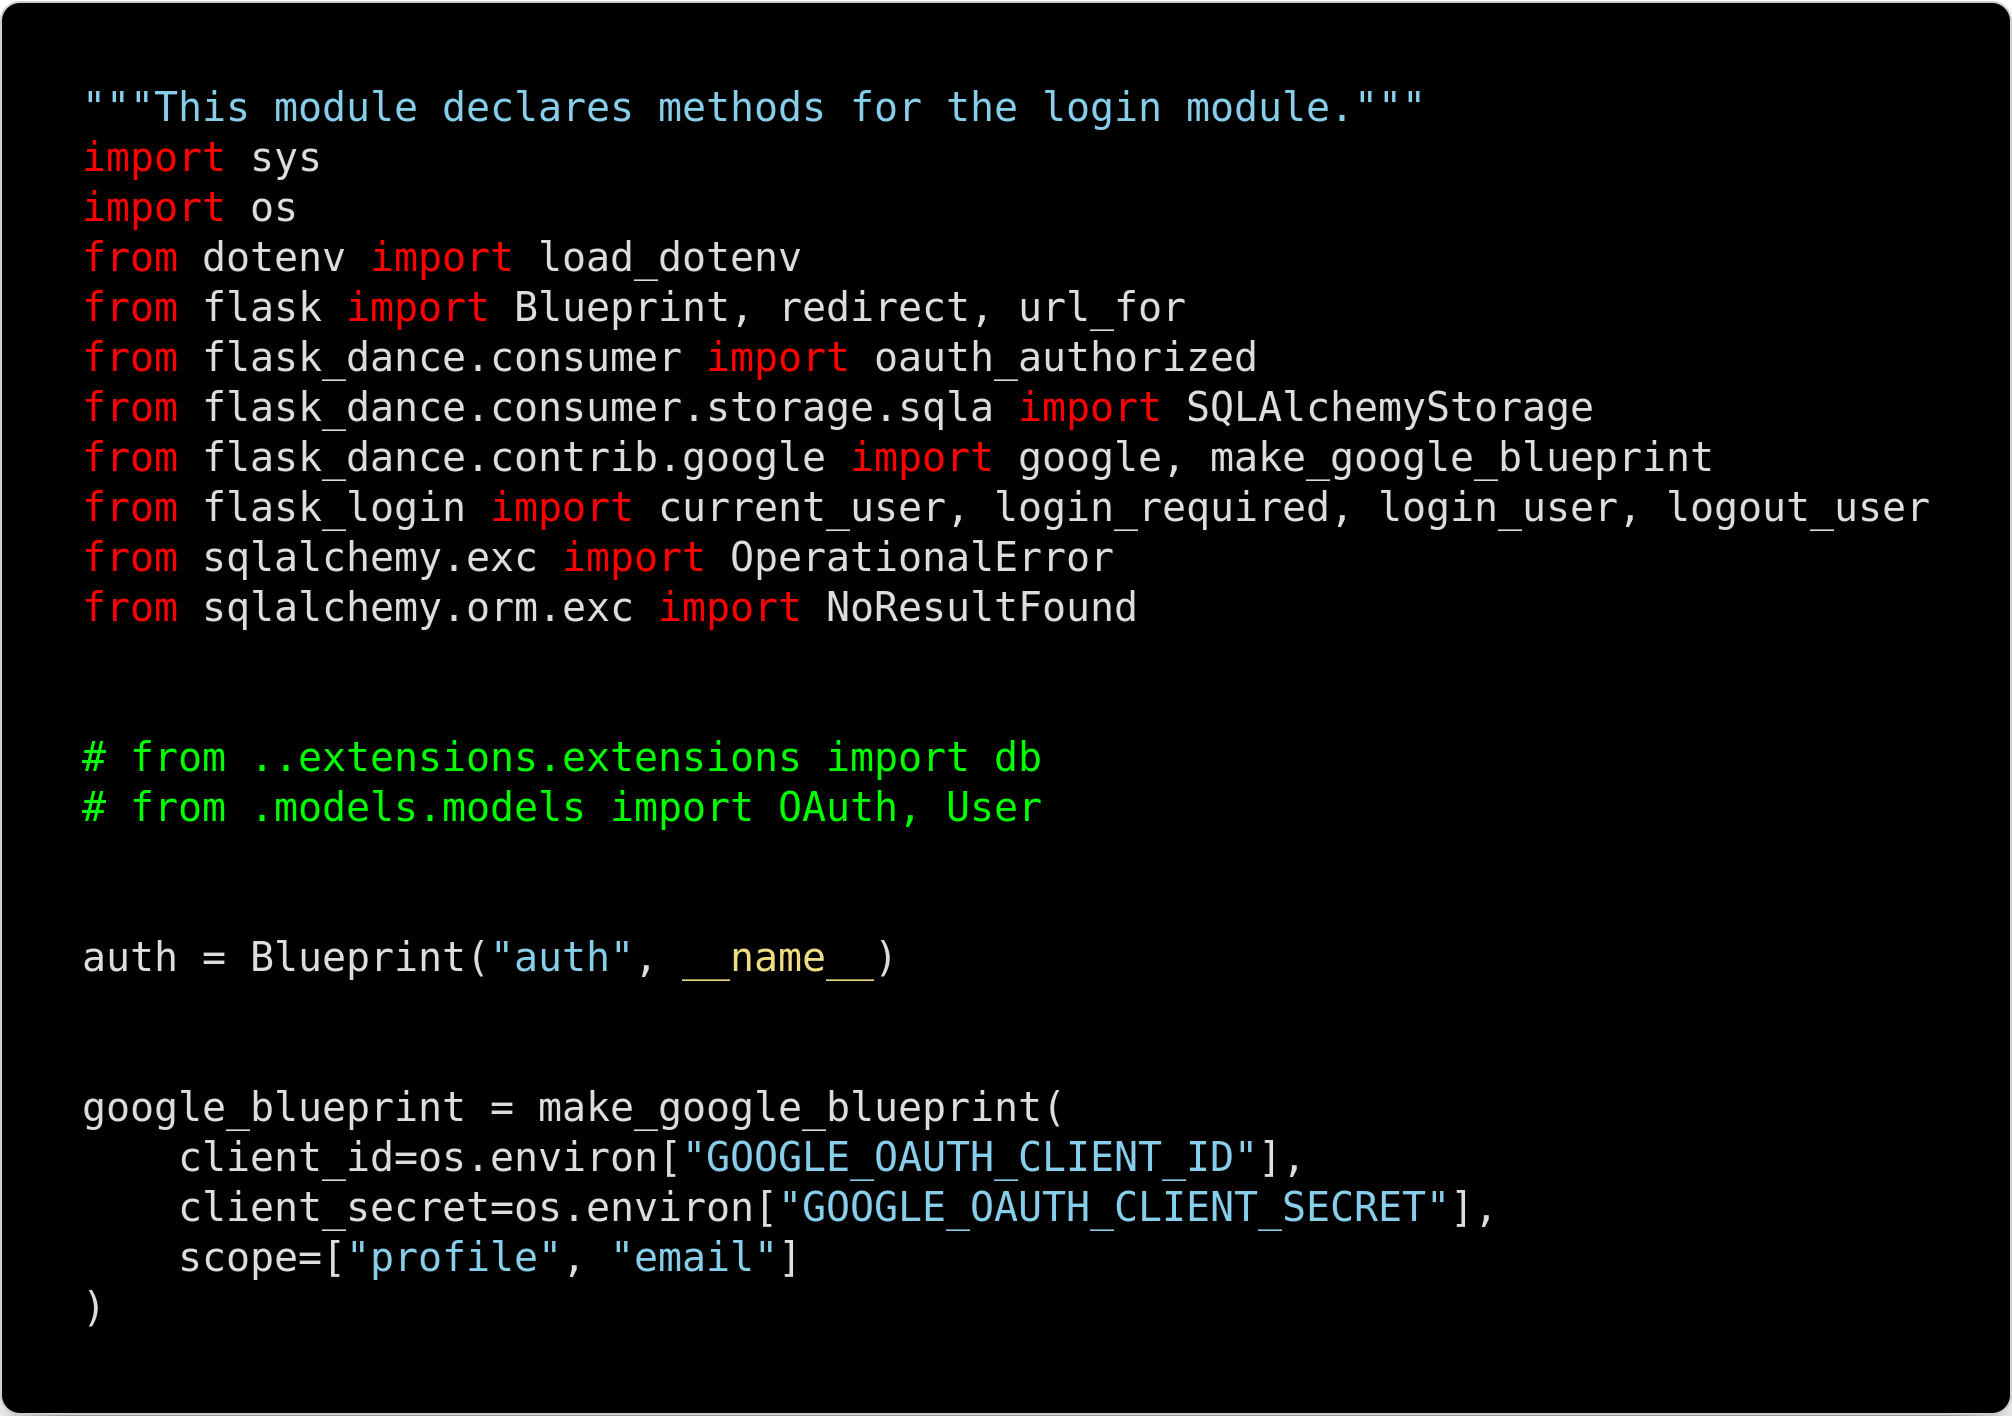 """This module declares methods for the login module."""
import sys
import os
from dotenv import load_dotenv
from flask import Blueprint, redirect, url_for
from flask_dance.consumer import oauth_authorized
from flask_dance.consumer.storage.sqla import SQLAlchemyStorage
from flask_dance.contrib.google import google, make_google_blueprint
from flask_login import current_user, login_required, login_user, logout_user
from sqlalchemy.exc import OperationalError
from sqlalchemy.orm.exc import NoResultFound


# from ..extensions.extensions import db
# from .models.models import OAuth, User


auth = Blueprint("auth", __name__)


google_blueprint = make_google_blueprint(
    client_id=os.environ["GOOGLE_OAUTH_CLIENT_ID"],
    client_secret=os.environ["GOOGLE_OAUTH_CLIENT_SECRET"],
    scope=["profile", "email"]
)